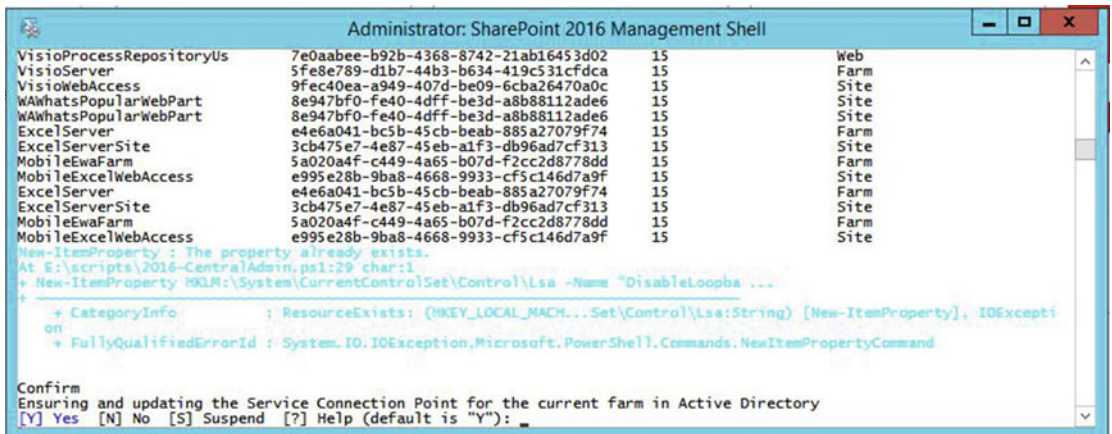 Administrator: SharePoint 2016 Management Shell
VisioProcessRepositoryUs 7e0aabee-b92b-4368-8742-21ab16453d02 15 Web
VisioServer 5fe8e789-d1b7-44b3-b634-419c531cfdca 15 Farm
VisioWebAccess 9fec40ea-a949-407d-be09-6cba26470a0c 15 Site
WAWhatsPopularWebPart 8e947bf0-fe40-4dff-be3d-a8b88112ade6 15 Site
WAWhatsPopularWebPart 8e947bf0-fe40-4dff-be3d-a8b88112ade6 15 Site
ExcelServer e4e6a041-bc5b-45cb-beab-885a27079f74 15 Farm
ExcelServerSite 3cb475e7-4e87-45eb-a1f3-db96ad7cf313 15 Site
MobileEwaFarm 5a020a4f-c449-4a65-b07d-f2cc2d8778dd 15 Farm
MobileExcelWebAccess e995e28b-9ba8-4668-9933-cf5c146d7a9f 15 Site
ExcelServer e4e6a041-bc5b-45cb-beab-885a27079f74 15 Farm
ExcelServerSite 3cb475e7-4e87-45eb-a1f3-db96ad7cf313 15 Site
MobileEwaFarm 5a020a4f-c449-4a65-b07d-f2cc2d8778dd 15 Farm
MobileExcelWebAccess e995e28b-9ba8-4668-9933-cf5c146d7a9f 15 Site
New-ItemProperty : The property already exists.
At E:\scripts\2016-CentralAdmin.ps1:29 char:1
+ New-ItemProperty HKLM:\System\CurrentControlSet\Control\Lsa -Name "DisableLoopba ...
+ ~~~~~~~~~~~~~~~~~~~~~~~~~~~~~~~~~~~~~~~~~~~~~~~~~~~~~~~~~~~~~~~~~~~~~~~~~~~~~~~~
+ CategoryInfo : ResourceExists: (HKEY_LOCAL_MACH...Set\Control\Lsa:String) [New-ItemProperty], IOExcepti
on
+ FullyQualifiedErrorId : System.IO.IOException,Microsoft.PowerShell.Commands.NewItemPropertyCommand
Confirm
Ensuring and updating the Service Connection Point for the current farm in Active Directory
[Y] Yes [N] No [S] Suspend [?] Help (default is "Y"): _